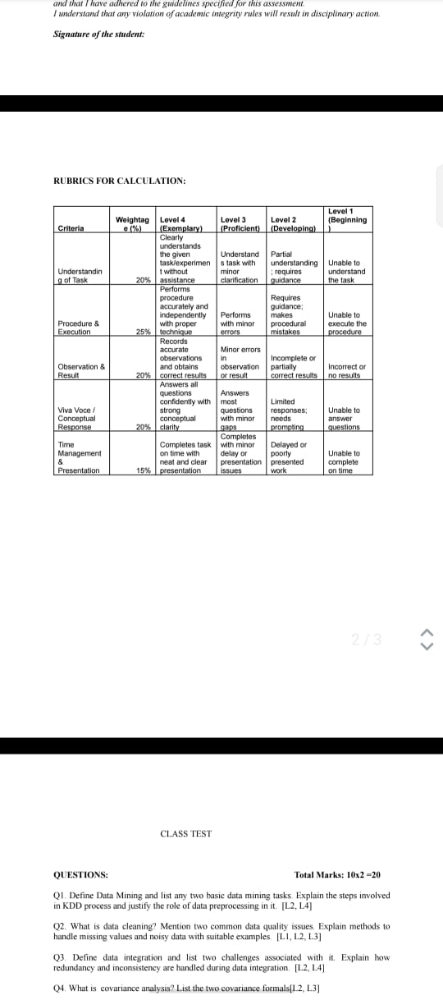 and that I have adhered to the guidelines specified for this assessment.
I understand that any violation of academic integrity rules will result in disciplinary action.
Signature of the student:
RUBRICS FOR CALCULATION:
Criteria
Weightag
e (%)
Level 4
(Exemplary)
Level 3
(Proficient)
Level 2
(Developing)
Level 1
(Beginning
)
Understandin
g of Task
20%
Clearly
understands
the given
task/experimen
t without
assistance
Understand
s task with
minor
clarification
Partial
understanding
; requires
guidance
Unable to
understand
the task
Procedure &
Execution
25%
Performs
procedure
accurately and
independently
with proper
technique
Performs
with minor
errors
Requires
guidance;
makes
procedural
mistakes
Unable to
execute the
procedure
Observation &
Result
20%
Records
accurate
observations
and obtains
correct results
Minor errors
in
observation
or result
Incomplete or
partially
correct results
Incorrect or
no results
Viva Voce /
Conceptual
Response
20%
Answers all
questions
confidently with
strong
conceptual
clarity
Answers
most
questions
with minor
gaps
Limited
responses;
needs
prompting
Unable to
answer
questions
Time
Management
&
Presentation
15%
Completes task
on time with
neat and clear
presentation
Completes
with minor
delay or
presentation
issues
Delayed or
poorly
presented
work
Unable to
complete
on time
2 / 3
CLASS TEST
QUESTIONS: Total Marks: 10x2 =20
Q1. Define Data Mining and list any two basic data mining tasks. Explain the steps involved
in KDD process and justify the role of data preprocessing in it. [L2, L4]
Q2. What is data cleaning? Mention two common data quality issues. Explain methods to
handle missing values and noisy data with suitable examples. [L1, L2, L3]
Q3. Define data integration and list two challenges associated with it. Explain how
redundancy and inconsistency are handled during data integration. [L2, L4]
Q4. What is covariance analysis? List the two covariance formals[L2, L3]